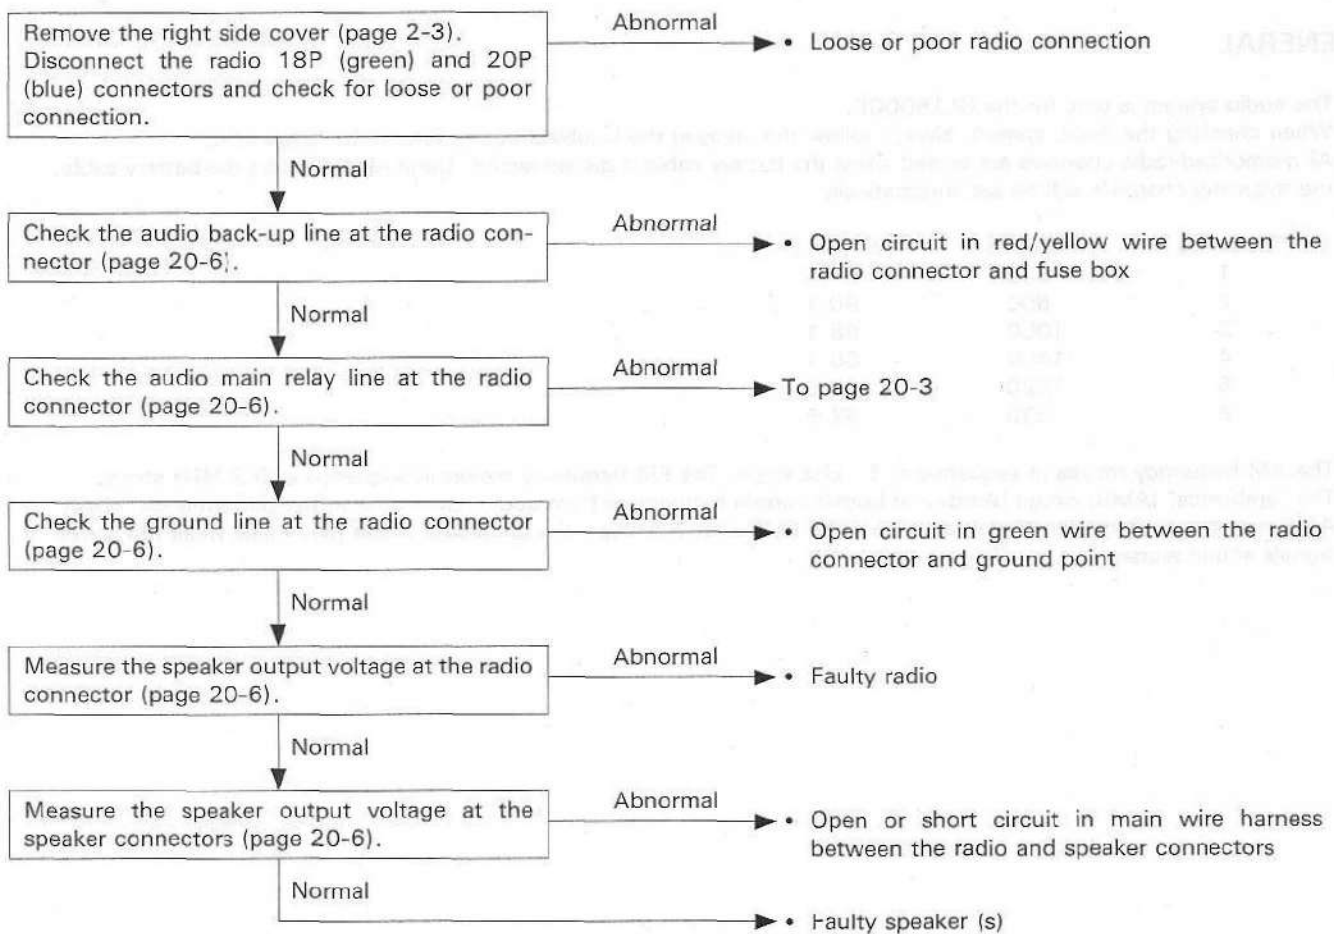 Remove the right side cover (page 2-3).
Disconnect the radio 18P (green) and 20P
(blue) connectors and check for loose or poor
connection.
Abnormal
• Loose or poor radio connection
Normal
Check the audio back-up line at the radio con-
nector (page 20-6).
Abnormal
• Open circuit in red/yellow wire between the
radio connector and fuse box
Normal
Check the audio main relay line at the radio
connector (page 20-6).
Abnormal
To page 20-3
Normal
Check the ground line at the radio connector
(page 20-6).
Abnormal
• Open circuit in green wire between the radio
connector and ground point
Normal
Measure the speaker output voltage at the radio
connector (page 20-6).
Abnormal
• Faulty radio
Normal
Measure the speaker output voltage at the
speaker connectors (page 20-6).
Abnormal
• Open or short circuit in main wire harness
between the radio and speaker connectors
Normal
• Faulty speaker (s)